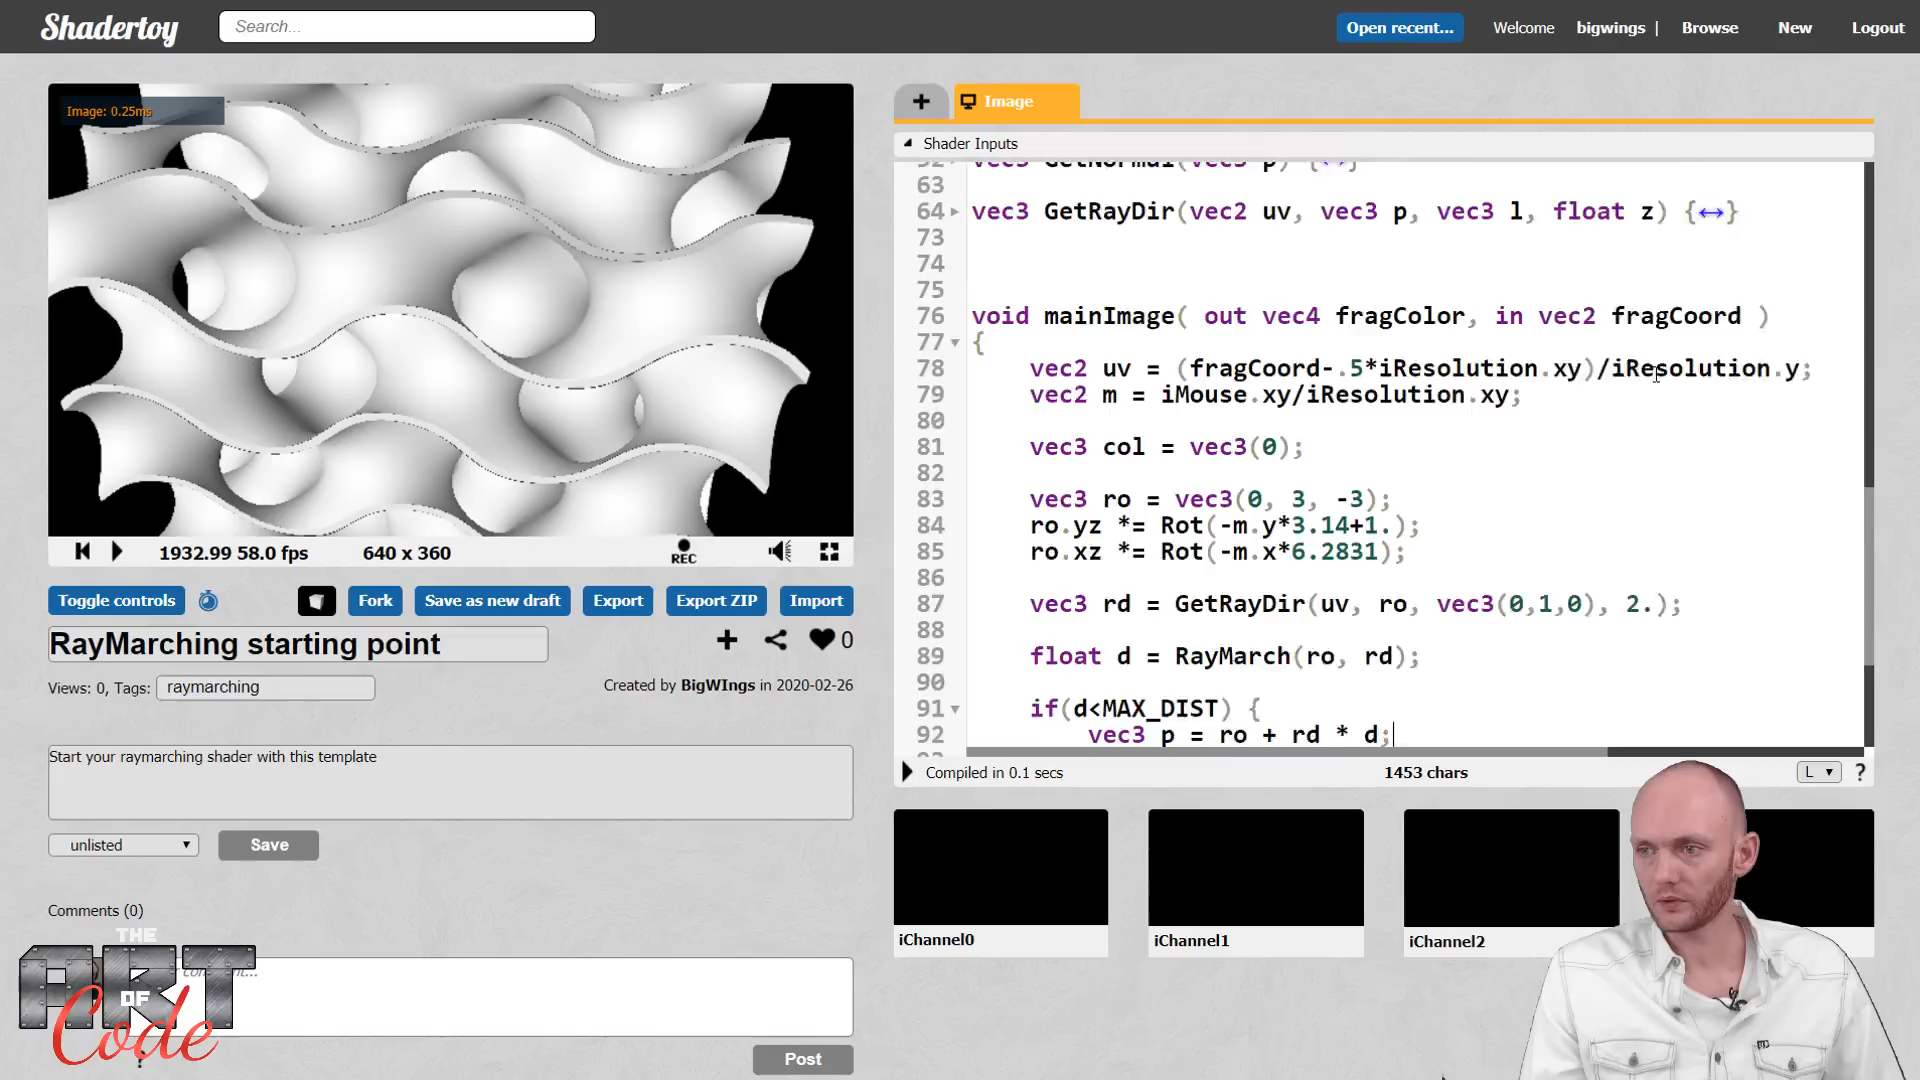 Shadertoy
Search...
Open recent...
Welcome bigwings |
Browse
New
Logout
Image: 0.25ms
1932.99 58.0 fps
640 x 360
REC
Toggle controls
Fork
Save as new draft
Export
Export ZIP
Import
RayMarching starting point
0
Views: 0, Tags: raymarching
Created by BigWIngs in 2020-02-26
Start your raymarching shader with this template
unlisted
Save
Comments (0)
THE
ART
OF
Code
Post
+
Image
Shader Inputs
vec3 GetNormal(vec3 p) {↔}
63
64 vec3 GetRayDir(vec2 uv, vec3 p, vec3 l, float z) {↔}
73
74
75
76 void mainImage( out vec4 fragColor, in vec2 fragCoord )
77 {
78 vec2 uv = (fragCoord-.5*iResolution.xy)/iResolution.y;
79 vec2 m = iMouse.xy/iResolution.xy;
80
81 vec3 col = vec3(0);
82
83 vec3 ro = vec3(0, 3, -3);
84 ro.yz *= Rot(-m.y*3.14+1.);
85 ro.xz *= Rot(-m.x*6.2831);
86
87 vec3 rd = GetRayDir(uv, ro, vec3(0,1,0), 2.);
88
89 float d = RayMarch(ro, rd);
90
91 if(d<MAX_DIST) {
92 vec3 p = ro + rd * d;
Compiled in 0.1 secs
1453 chars
L
?
iChannel0
iChannel1
iChannel2